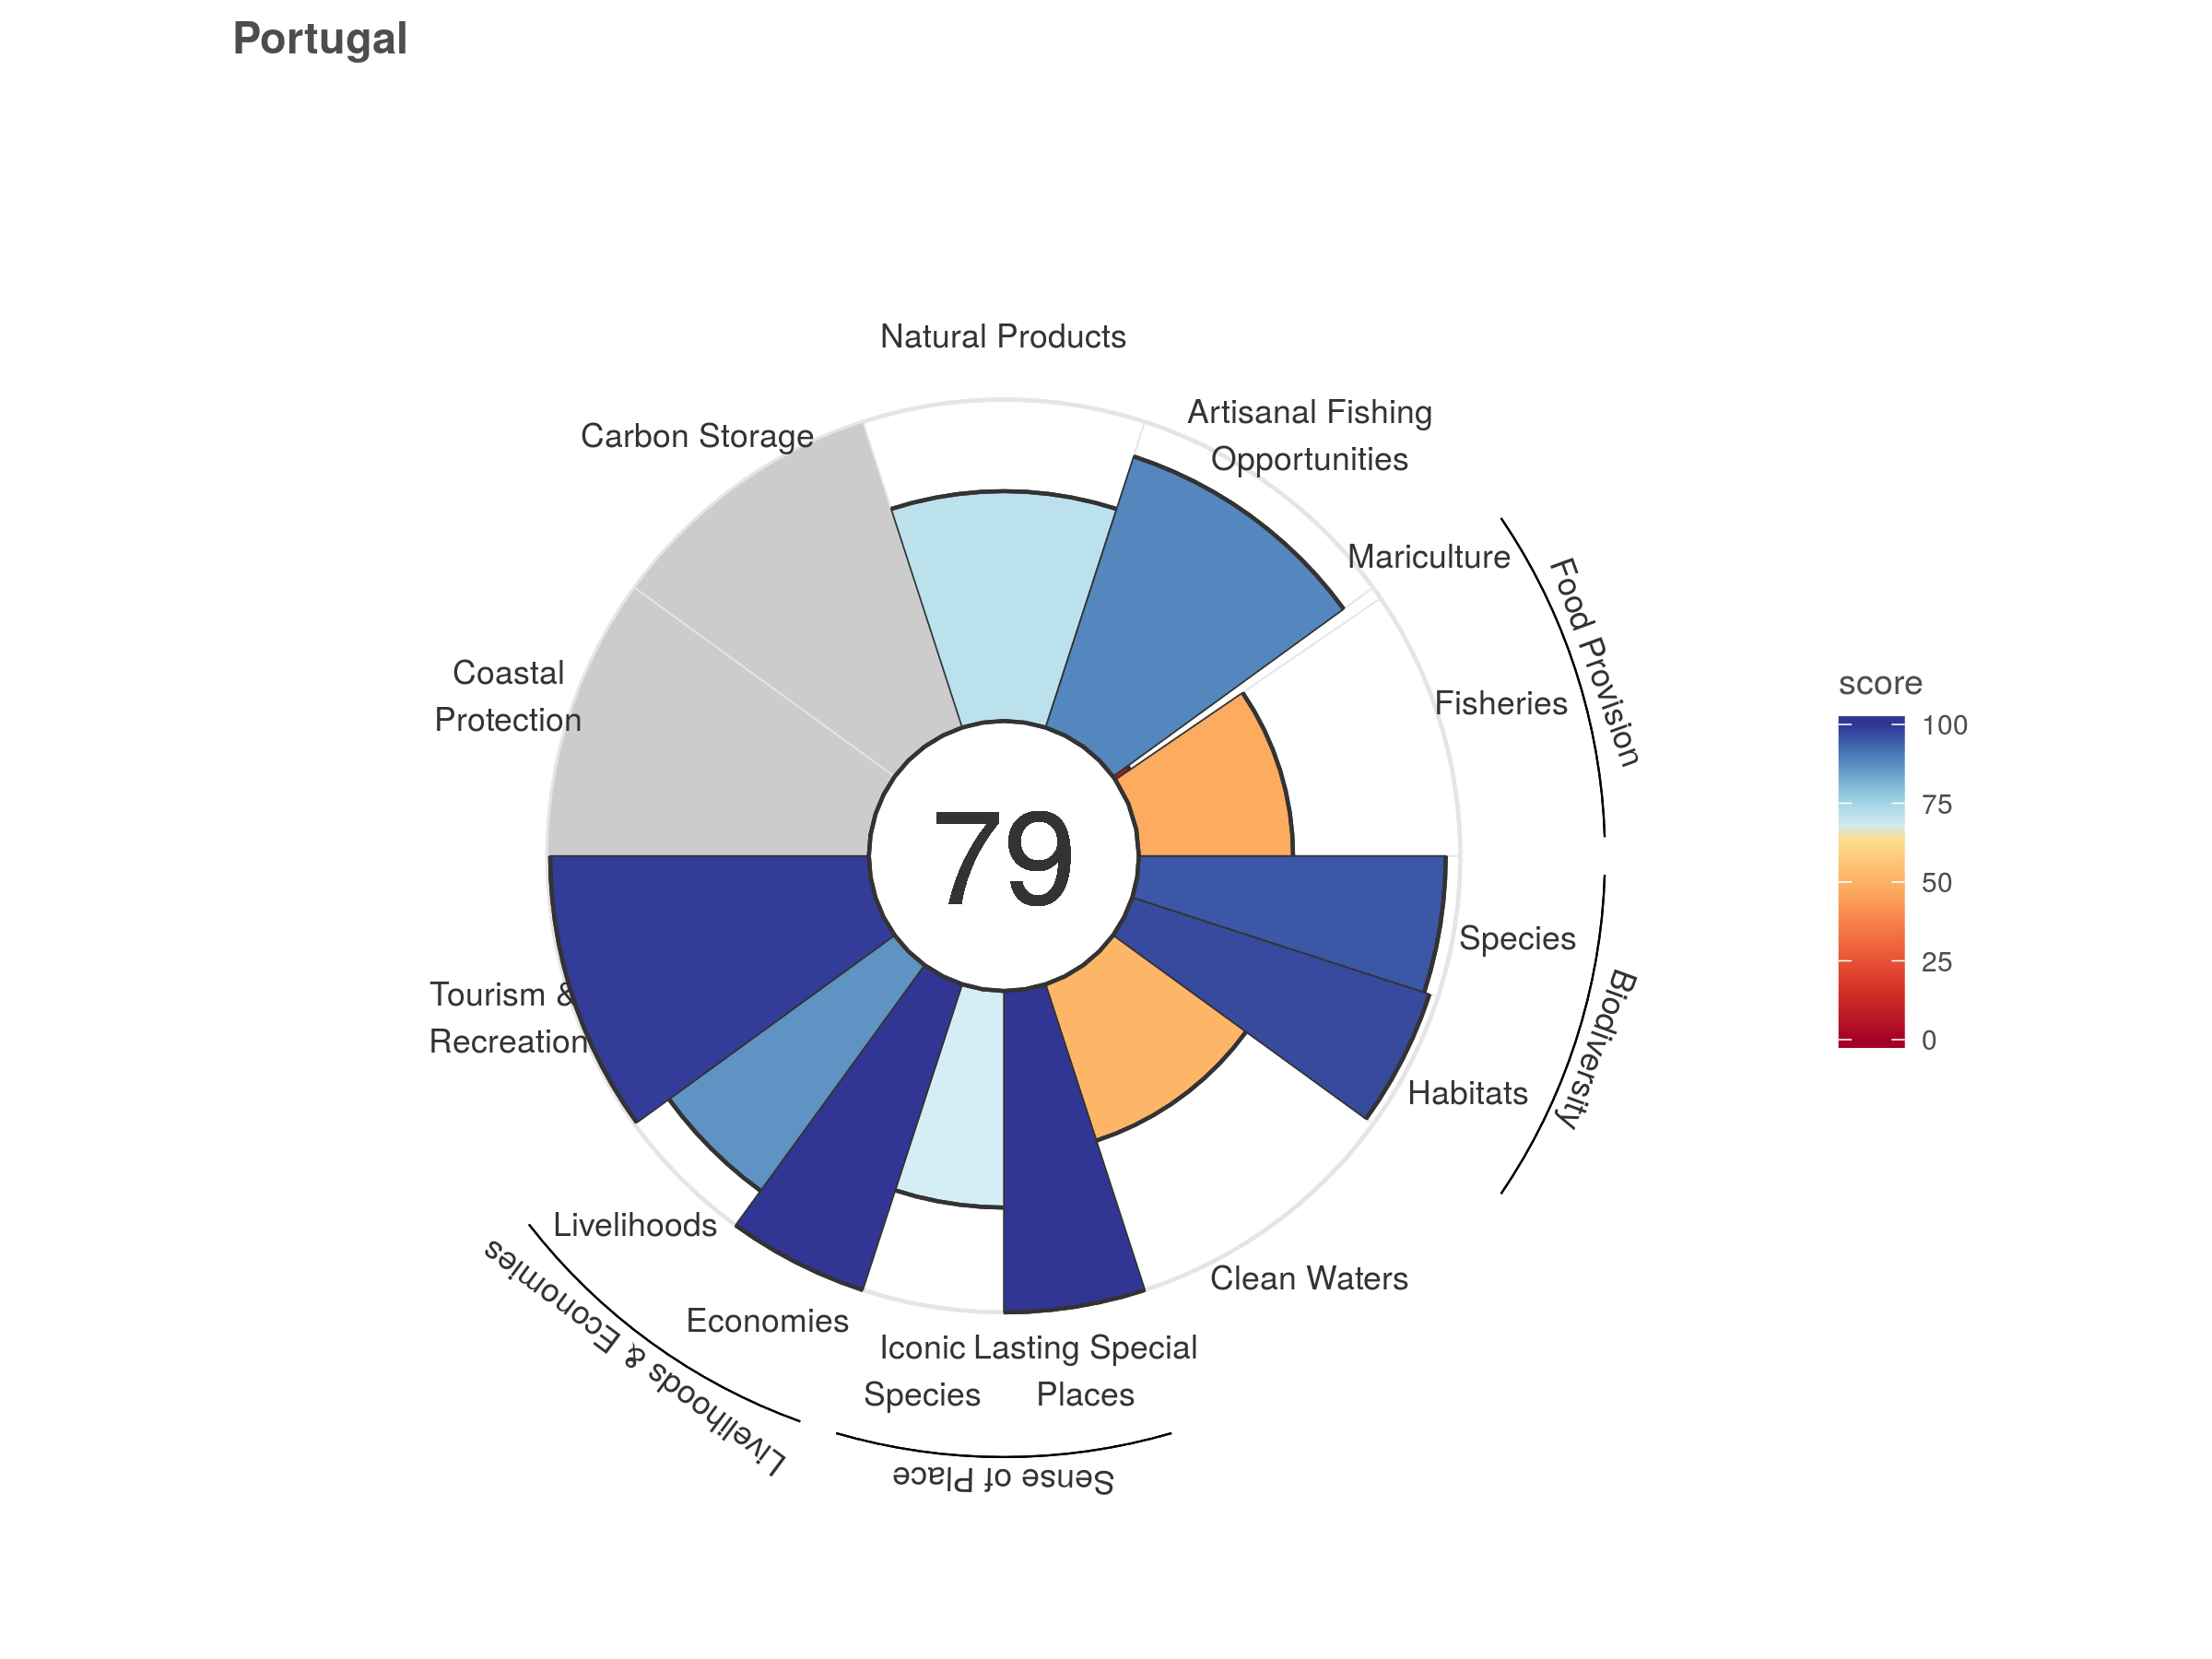 Portugal
Natural Products
Artisanal Fishing
Opportunities
Carbon Storage
Mariculture
Food Provision
Fisheries
Coastal
Protection
score
100
75
50
25
0
79
Species
Biodiversity
Habitats
Tourism &
Recreation
Livelihoods
Livelihoods & Economies
Economies
Clean Waters
Iconic
Species
Lasting Special
Places
Sense of Place